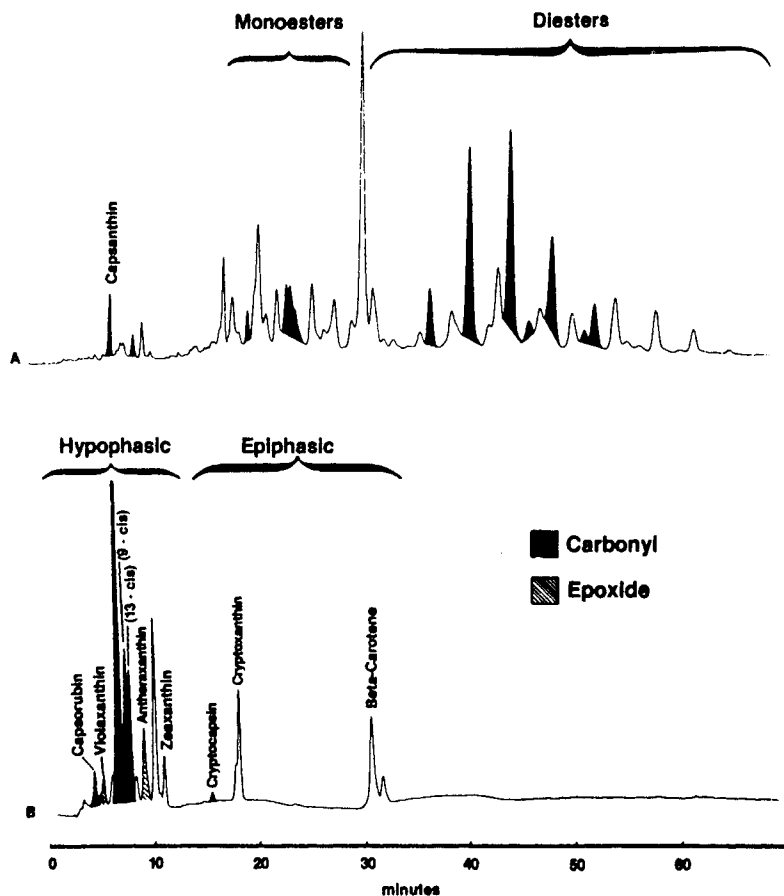 Monoesters
Diesters
Capsanthin
A
Hypophasic
Epiphasic
Capsorubin
Violaxanthin
(9 - cis)
(13 - cis)
Antheraxanthin
Zeaxanthin
Cryptocapsin
Cryptoxanthin
Beta-Carotene
Carbonyl
Epoxide
B
0 10 20 30 40 50 60
minutes